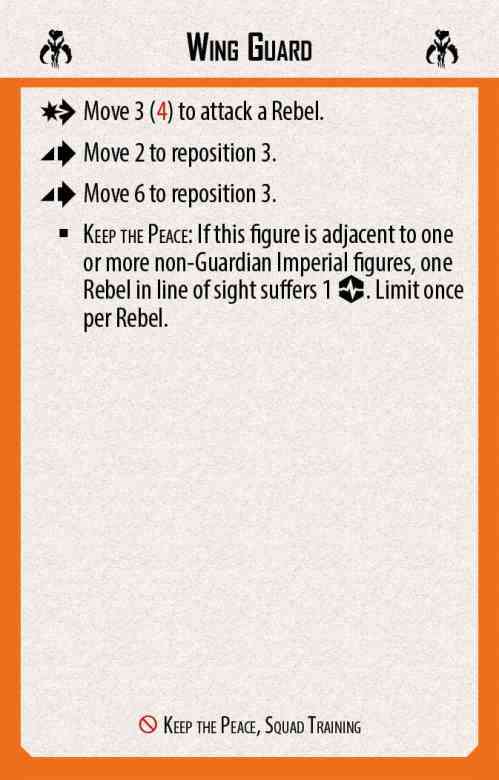 Wing Guard
Move 3 (4) to attack a Rebel.
Move 2 to reposition 3.
Move 6 to reposition 3.
Keep the Peace: If this figure is adjacent to one
or more non-Guardian Imperial figures, one
Rebel in line of sight suffers 1 . Limit once
per Rebel.
Keep the Peace, Squad Training